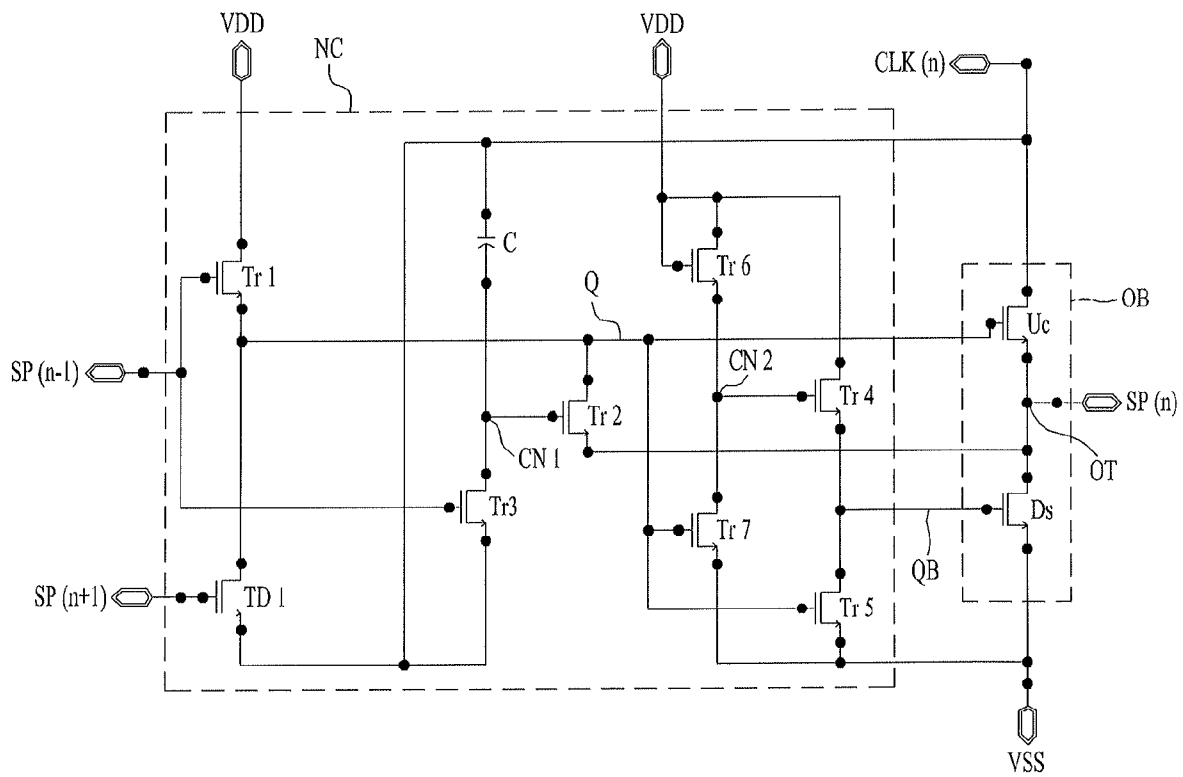 VDD
NC
VDD
CLK (n)
C
Tr 1
Tr 6
Q
Uc
OB
SP (n-1)
CN 2
Tr 4
SP (n)
Tr 2
CN 1
OT
Tr3
Ds
Tr 7
QB
SP (n+1)
TD 1
Tr 5
VSS